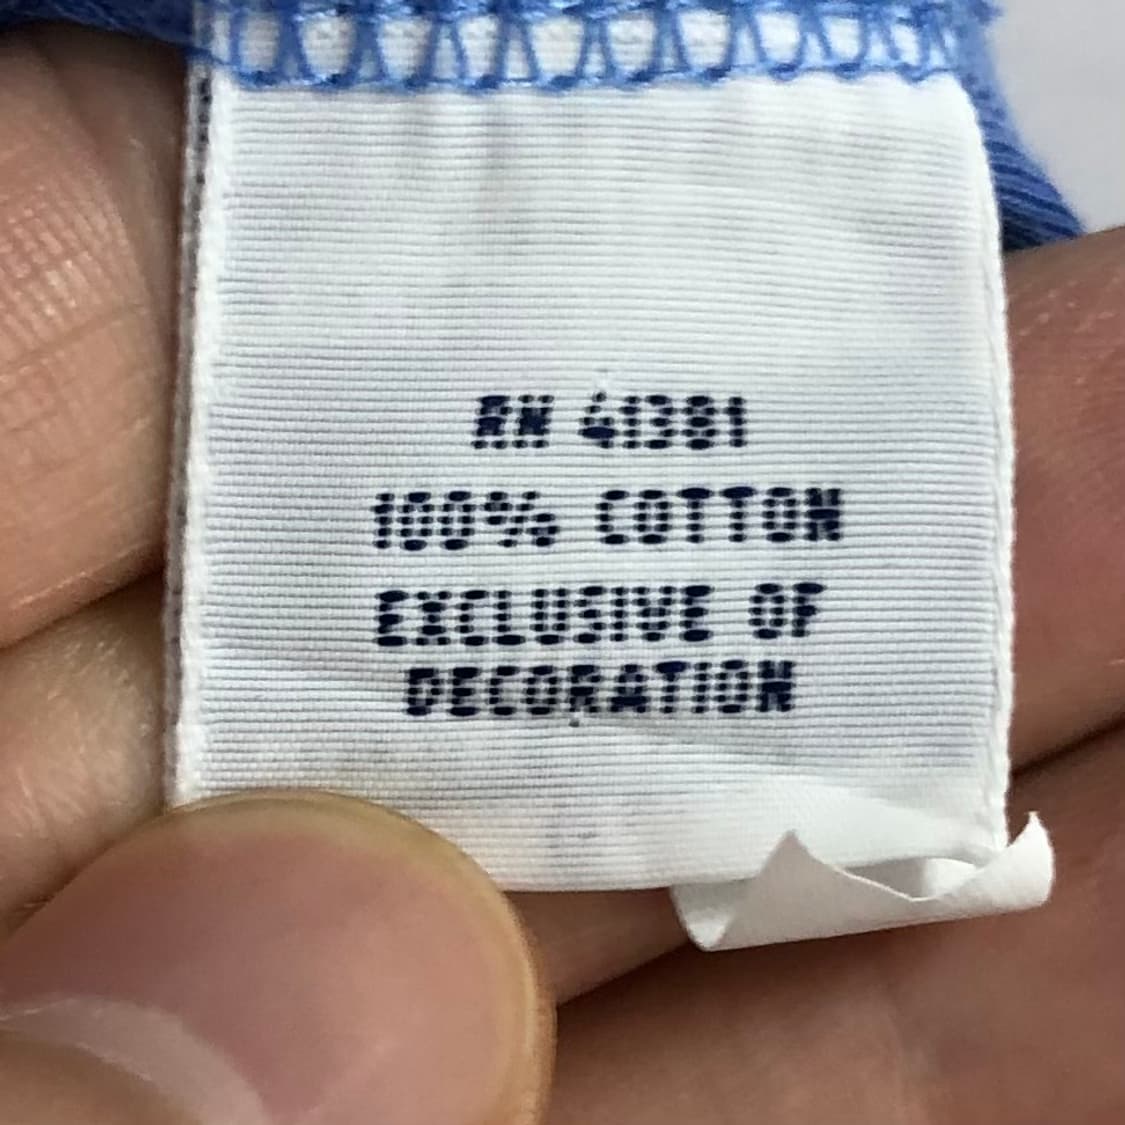 RN 41381
100% COTTON
EXCLUSIVE OF
DECORATION